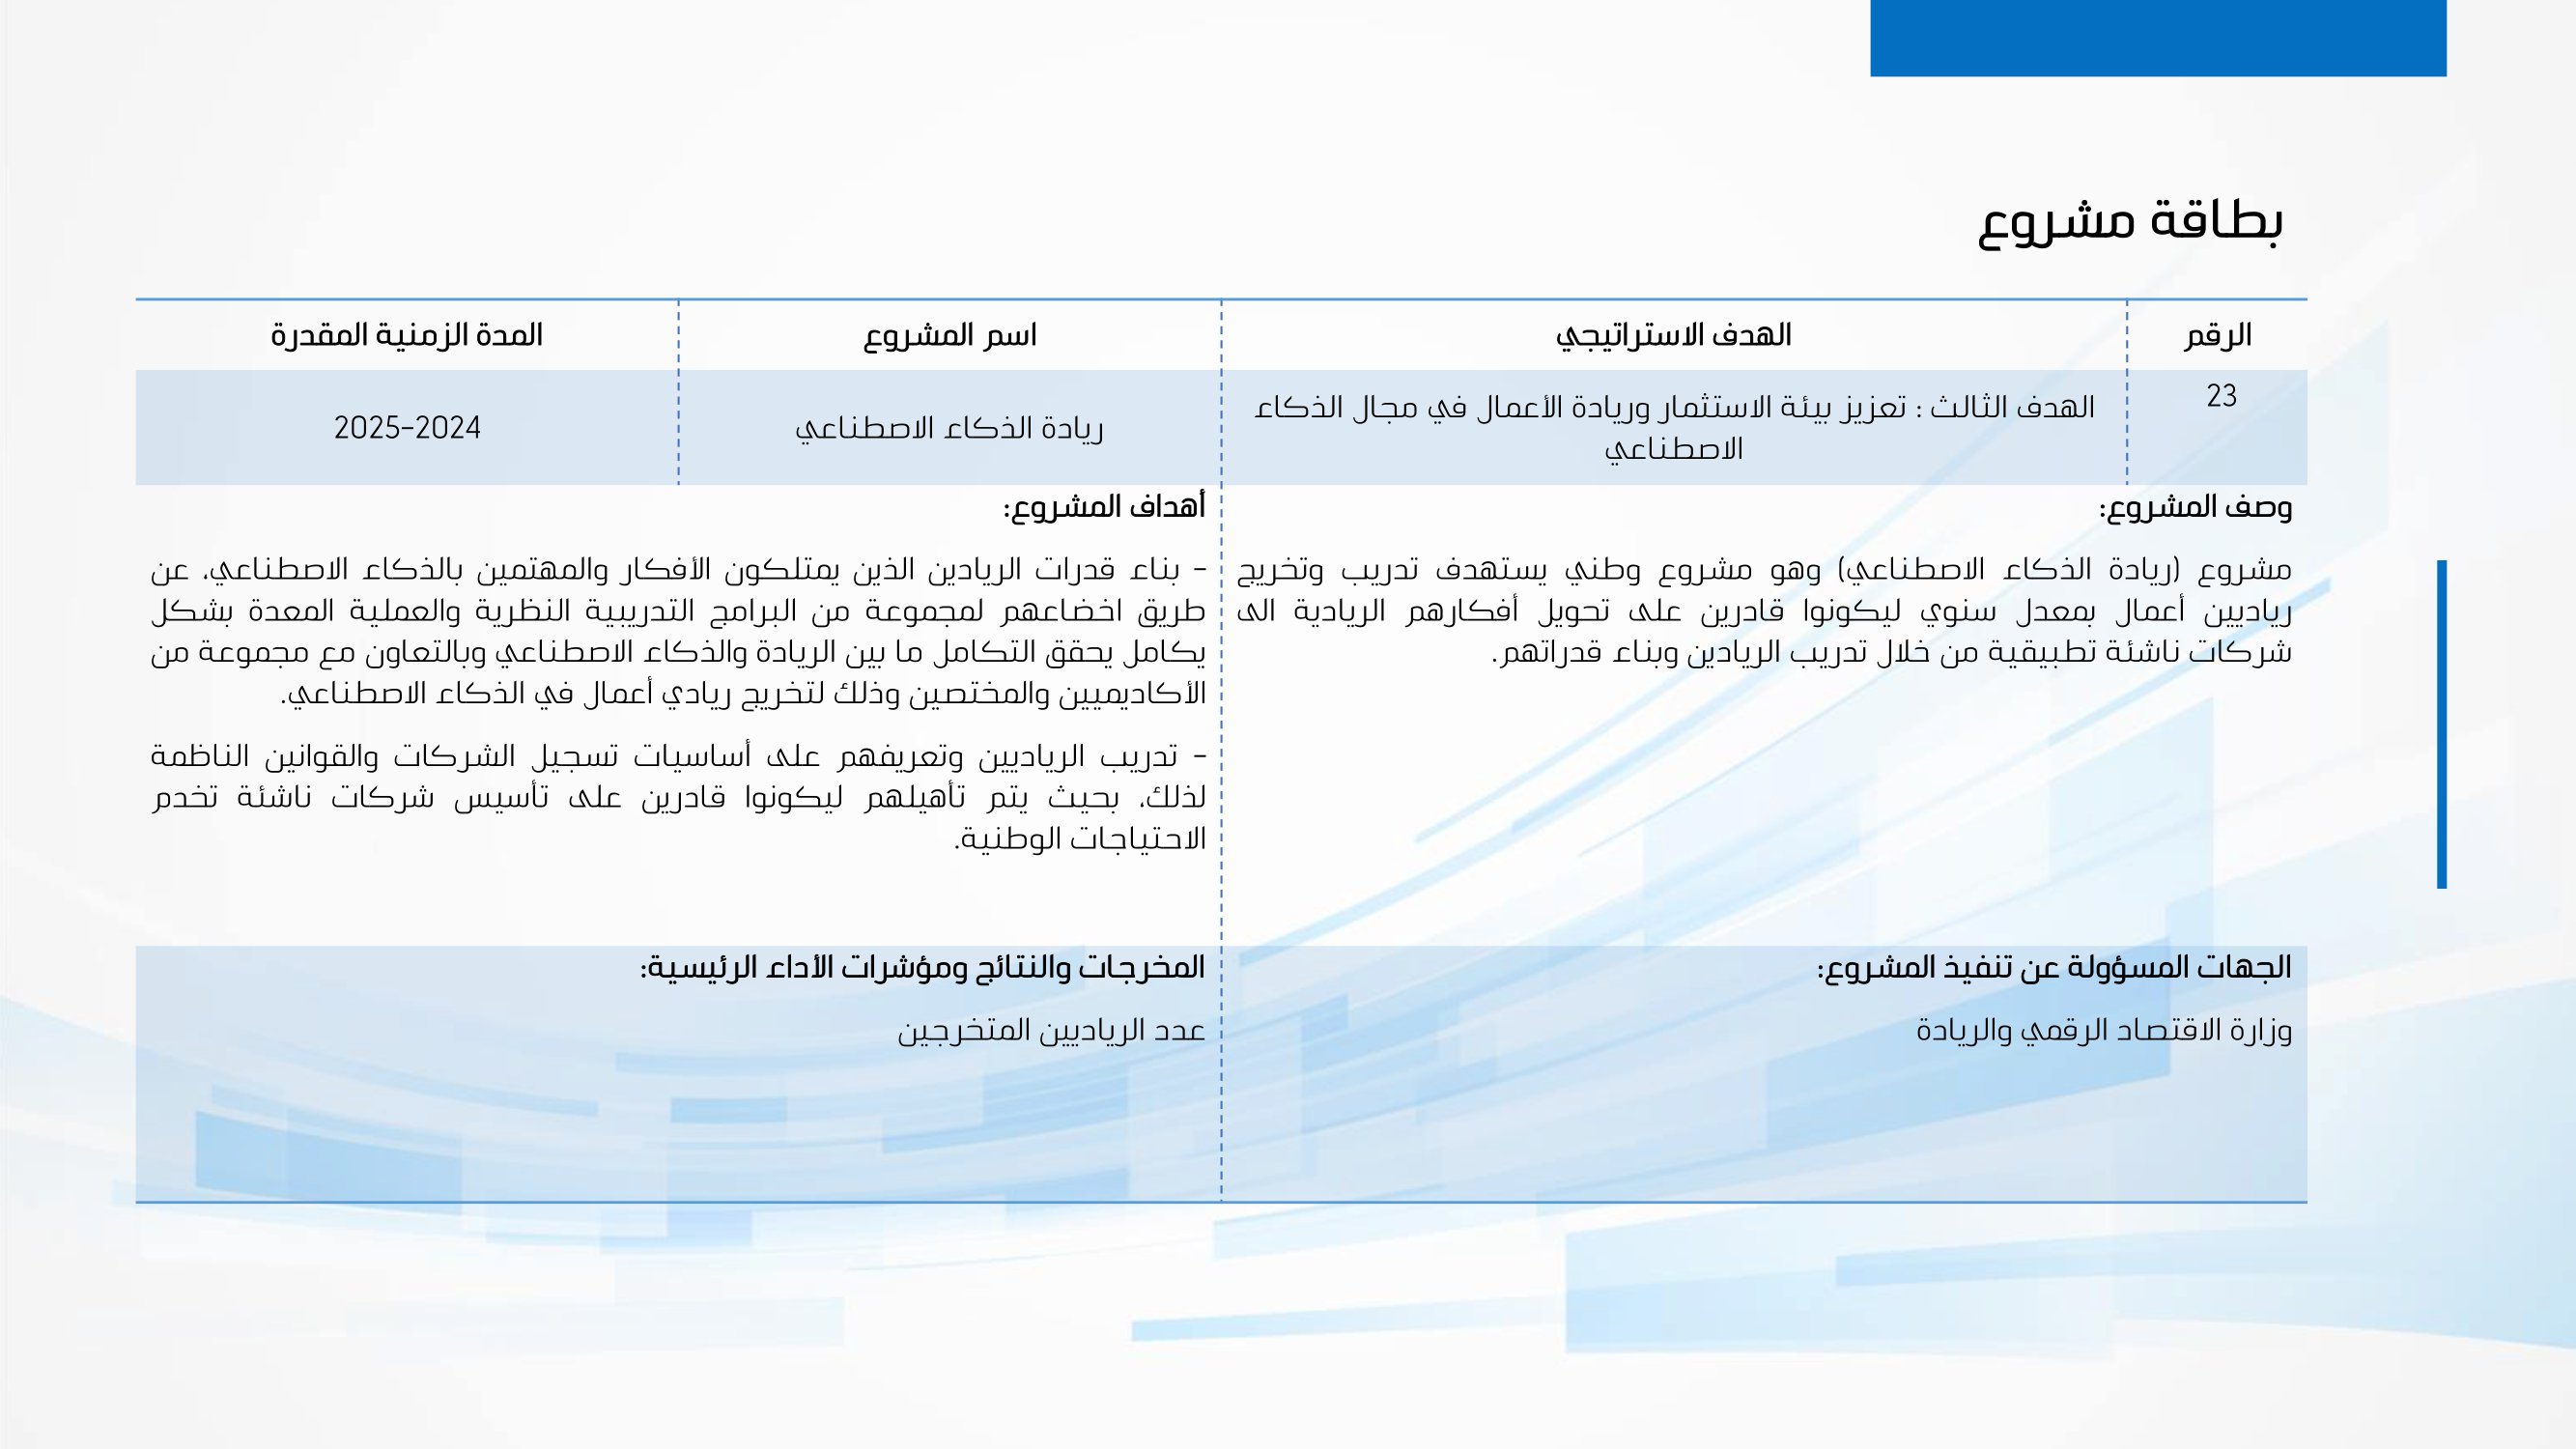 بطاقة مشروع
الرقم
الهدف الاستراتيجي
اسم المشروع
المدة الزمنية المقدرة
23
الهدف الثالث : تعزيز بيئة الاستثمار وريادة الأعمال في مجال الذكاء
الاصطناعي
ريادة الذكاء الاصطناعي
2024-2025
وصف المشروع:
مشروع (ريادة الذكاء الاصطناعي) وهو مشروع وطني يستهدف تدريب وتخريج
رياديين أعمال بمعدل سنوي ليكونوا قادرين على تحويل أفكارهم الريادية الى
شركات ناشئة تطبيقية من خلال تدريب الريادين وبناء قدراتهم.
أهداف المشروع:
- بناء قدرات الريادين الذين يمتلكون الأفكار والمهتمين بالذكاء الاصطناعي، عن
طريق اخضاعهم لمجموعة من البرامج التدريبية النظرية والعملية المعدة بشكل
يكامل يحقق التكامل ما بين الريادة والذكاء الاصطناعي وبالتعاون مع مجموعة من
الأكاديميين والمختصين وذلك لتخريج ريادي أعمال في الذكاء الاصطناعي.
- تدريب الرياديين وتعريفهم على أساسيات تسجيل الشركات والقوانين الناظمة
لذلك، بحيث يتم تأهيلهم ليكونوا قادرين على تأسيس شركات ناشئة تخدم
الاحتياجات الوطنية.
الجهات المسؤولة عن تنفيذ المشروع:
وزارة الاقتصاد الرقمي والريادة
المخرجات والنتائج ومؤشرات الأداء الرئيسية:
عدد الرياديين المتخرجين